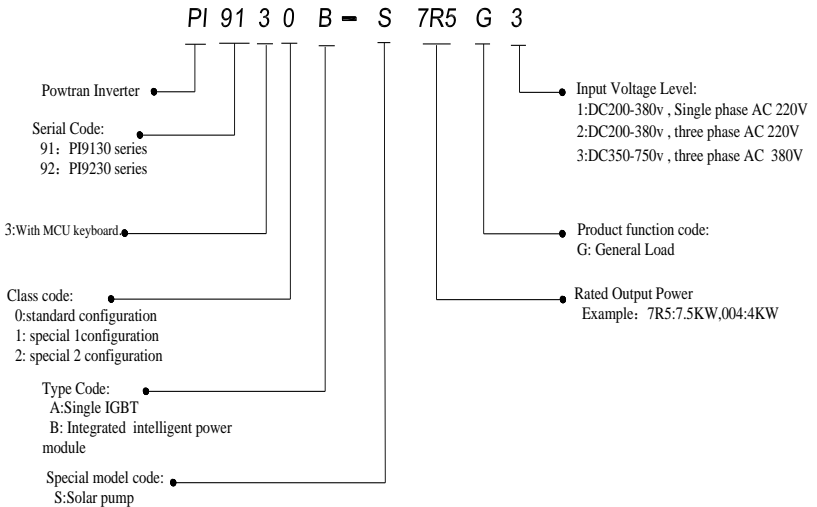 PI 91 3 0 B - S 7R5 G 3
Powtran Inverter
Serial Code:
91：PI9130 series
92：PI9230 series
3:With MCU keyboard.
Class code:
0:standard configuration
1: special 1configuration
2: special 2 configuration
Type Code:
A:Single IGBT
B: Integrated intelligent power
module
Special model code:
S:Solar pump
Input Voltage Level:
1:DC200-380v , Single phase AC 220V
2:DC200-380v , three phase AC 220V
3:DC350-750v , three phase AC 380V
Product function code:
G: General Load
Rated Output Power
Example：7R5:7.5KW,004:4KW